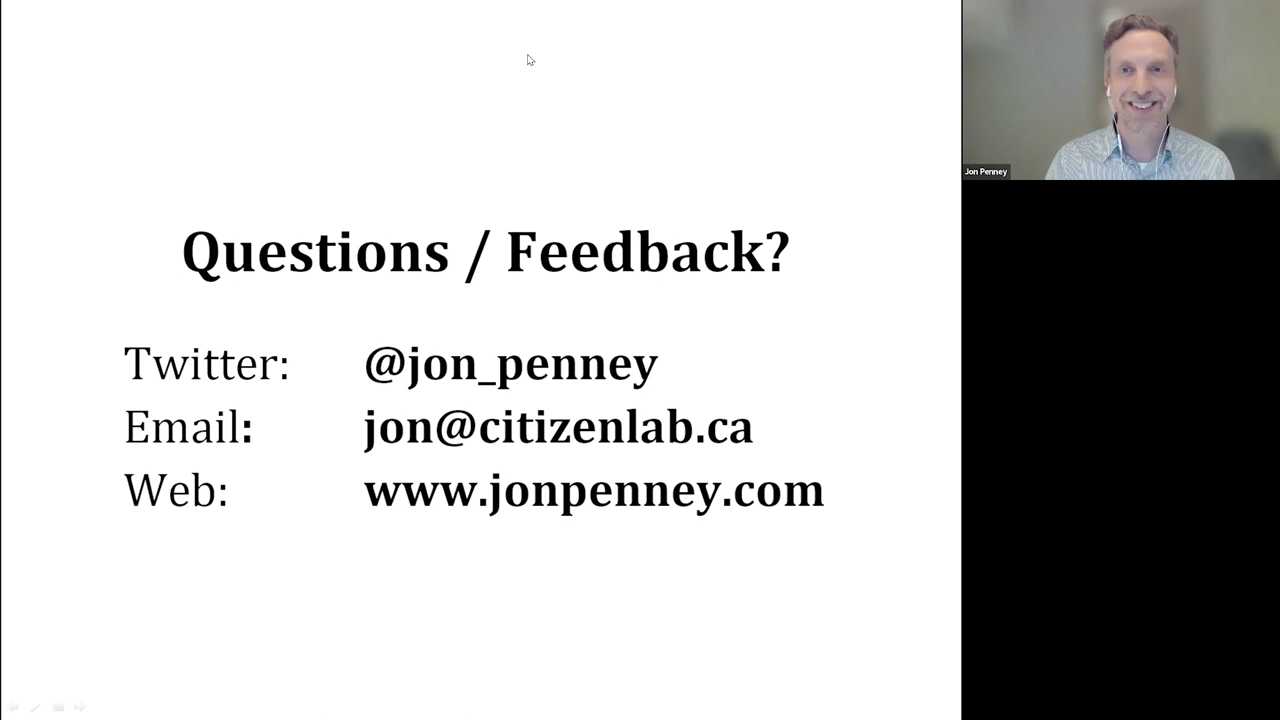 Questions / Feedback?
Twitter: @jon_penney
Email: jon@citizenlab.ca
Web: www.jonpenney.com
Jon Penney